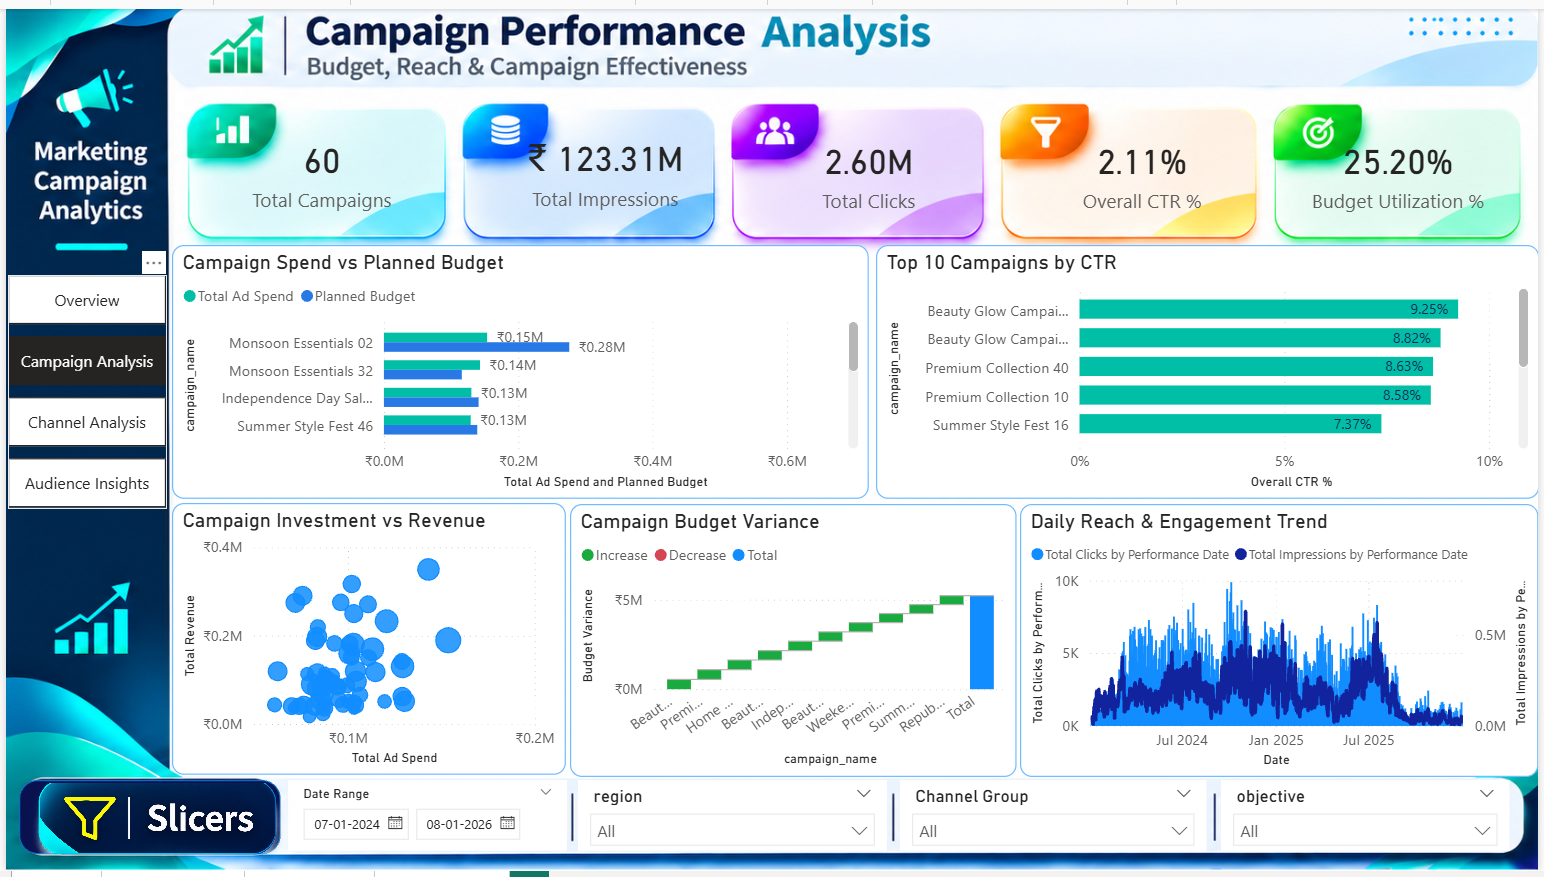 Campaign Performance Analysis
Budget, Reach & Campaign Effectiveness
Marketing
Campaign
Analytics
60
Total Campaigns
₹ 123.31M
Total Impressions
2.60M
Total Clicks
2.11%
Overall CTR %
25.20%
Budget Utilization %
...
Overview
Campaign Analysis
Channel Analysis
Audience Insights
Campaign Spend vs Planned Budget
Total Ad Spend Planned Budget
campaign_name
Monsoon Essentials 02 ₹0.15M ₹0.28M
Monsoon Essentials 32 ₹0.14M
Independence Day Sal... ₹0.13M
Summer Style Fest 46 ₹0.13M
₹0.0M ₹0.2M ₹0.4M ₹0.6M
Total Ad Spend and Planned Budget
Top 10 Campaigns by CTR
campaign_name
Beauty Glow Campai... 9.25%
Beauty Glow Campai... 8.82%
Premium Collection 40 8.63%
Premium Collection 10 8.58%
Summer Style Fest 16 7.37%
0% 5% 10%
Overall CTR %
Campaign Investment vs Revenue
Total Revenue
₹0.4M
₹0.2M
₹0.0M
₹0.1M ₹0.2M
Total Ad Spend
Campaign Budget Variance
Increase Decrease Total
Budget Variance
₹5M
₹0M
Beaut... Premi... Home ... Beaut... Indep... Beaut... Weeke... Premi... Summ... Repub... Total
campaign_name
Daily Reach & Engagement Trend
Total Clicks by Performance Date Total Impressions by Performance Date
Total Clicks by Perform...
Total Impressions by Pe...
10K
5K 0.5M
0K 0.0M
Jul 2024 Jan 2025 Jul 2025
Date
Slicers
Date Range
07-01-2024 08-01-2026
region
All
Channel Group
All
objective
All